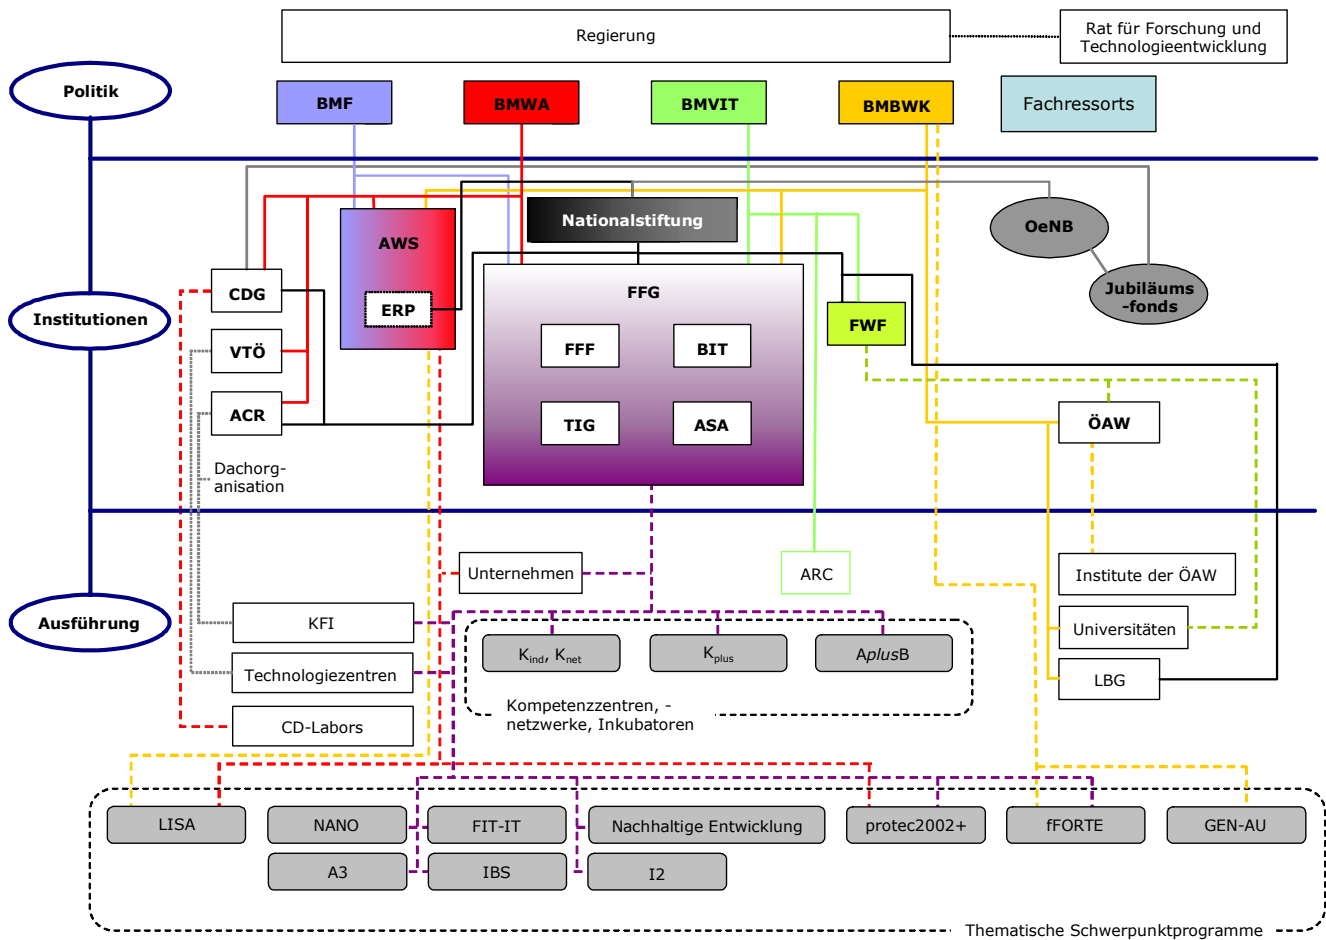 Regierung
Rat für Forschung und
Technologieentwicklung
Politik
BMF
BMWA
BMVIT
BMBWK
Fachressorts
Nationalstiftung
OeNB
AWS
CDG
ERP
FFG
Jubiläums
-fonds
Institutionen
FWF
VTÖ
FFF
BIT
ACR
TIG
ASA
ÖAW
Dachorg-
anisation
Unternehmen
ARC
Institute der ÖAW
Ausführung
KFI
Universitäten
Kind, Knet
Kplus
AplusB
Technologiezentren
LBG
Kompetenzzentren, -
netzwerke, Inkubatoren
CD-Labors
LISA
NANO
FIT-IT
Nachhaltige Entwicklung
protec2002+
fFORTE
GEN-AU
A3
IBS
I2
Thematische Schwerpunktprogramme